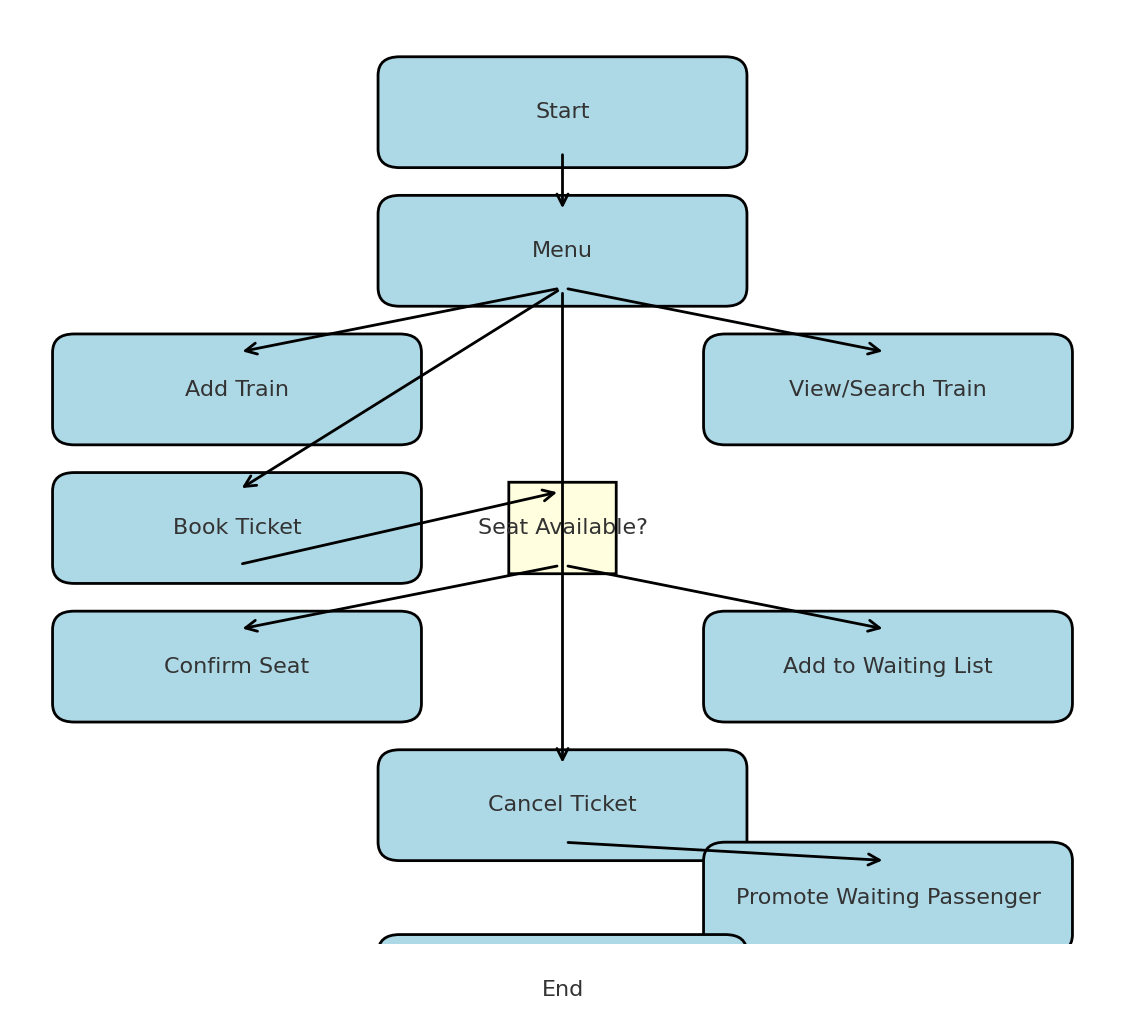 Start
Menu
Add Train
View/Search Train
Book Ticket
Seat Available?
Confirm Seat
Add to Waiting List
Cancel Ticket
Promote Waiting Passenger
End